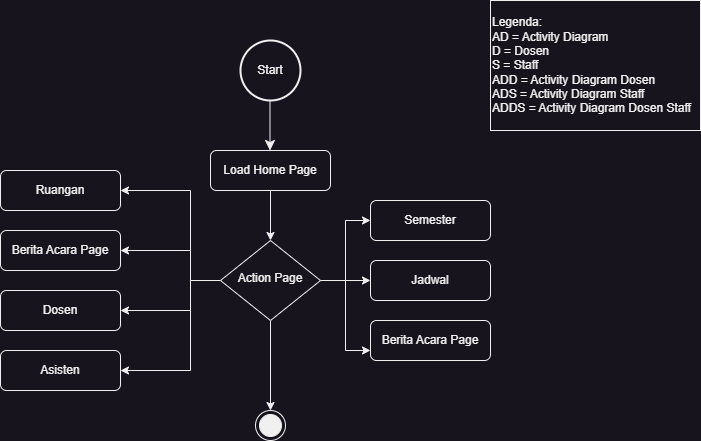 Legenda:
AD = Activity Diagram
D = Dosen
S = Staff
ADD = Activity Diagram Dosen
ADS = Activity Diagram Staff
ADDS = Activity Diagram Dosen Staff
Start
Load Home Page
Action Page
Ruangan
Berita Acara Page
Dosen
Asisten
Semester
Jadwal
Berita Acara Page